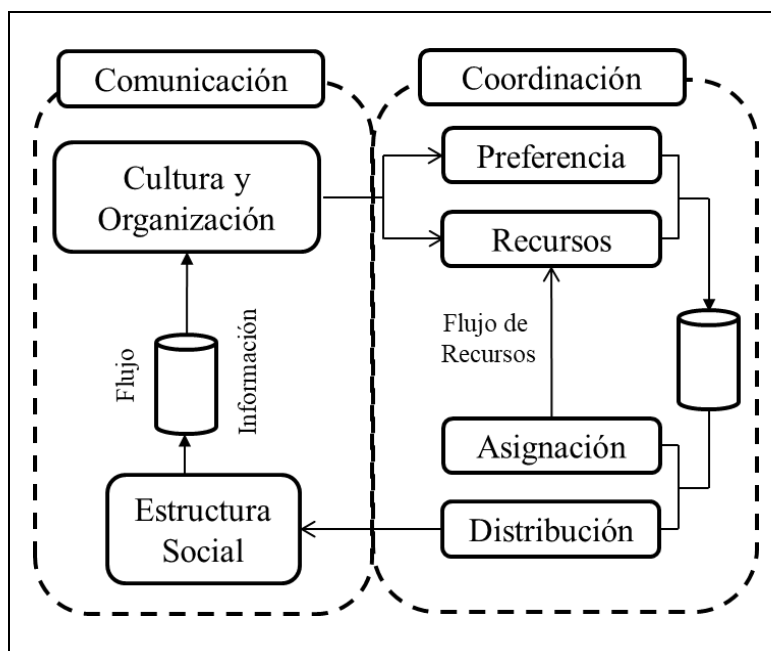 Comunicación
Coordinación
Cultura y
Organización
Preferencia
Recursos
Flujo
Información
Flujo de
Recursos
Asignación
Estructura
Social
Distribución